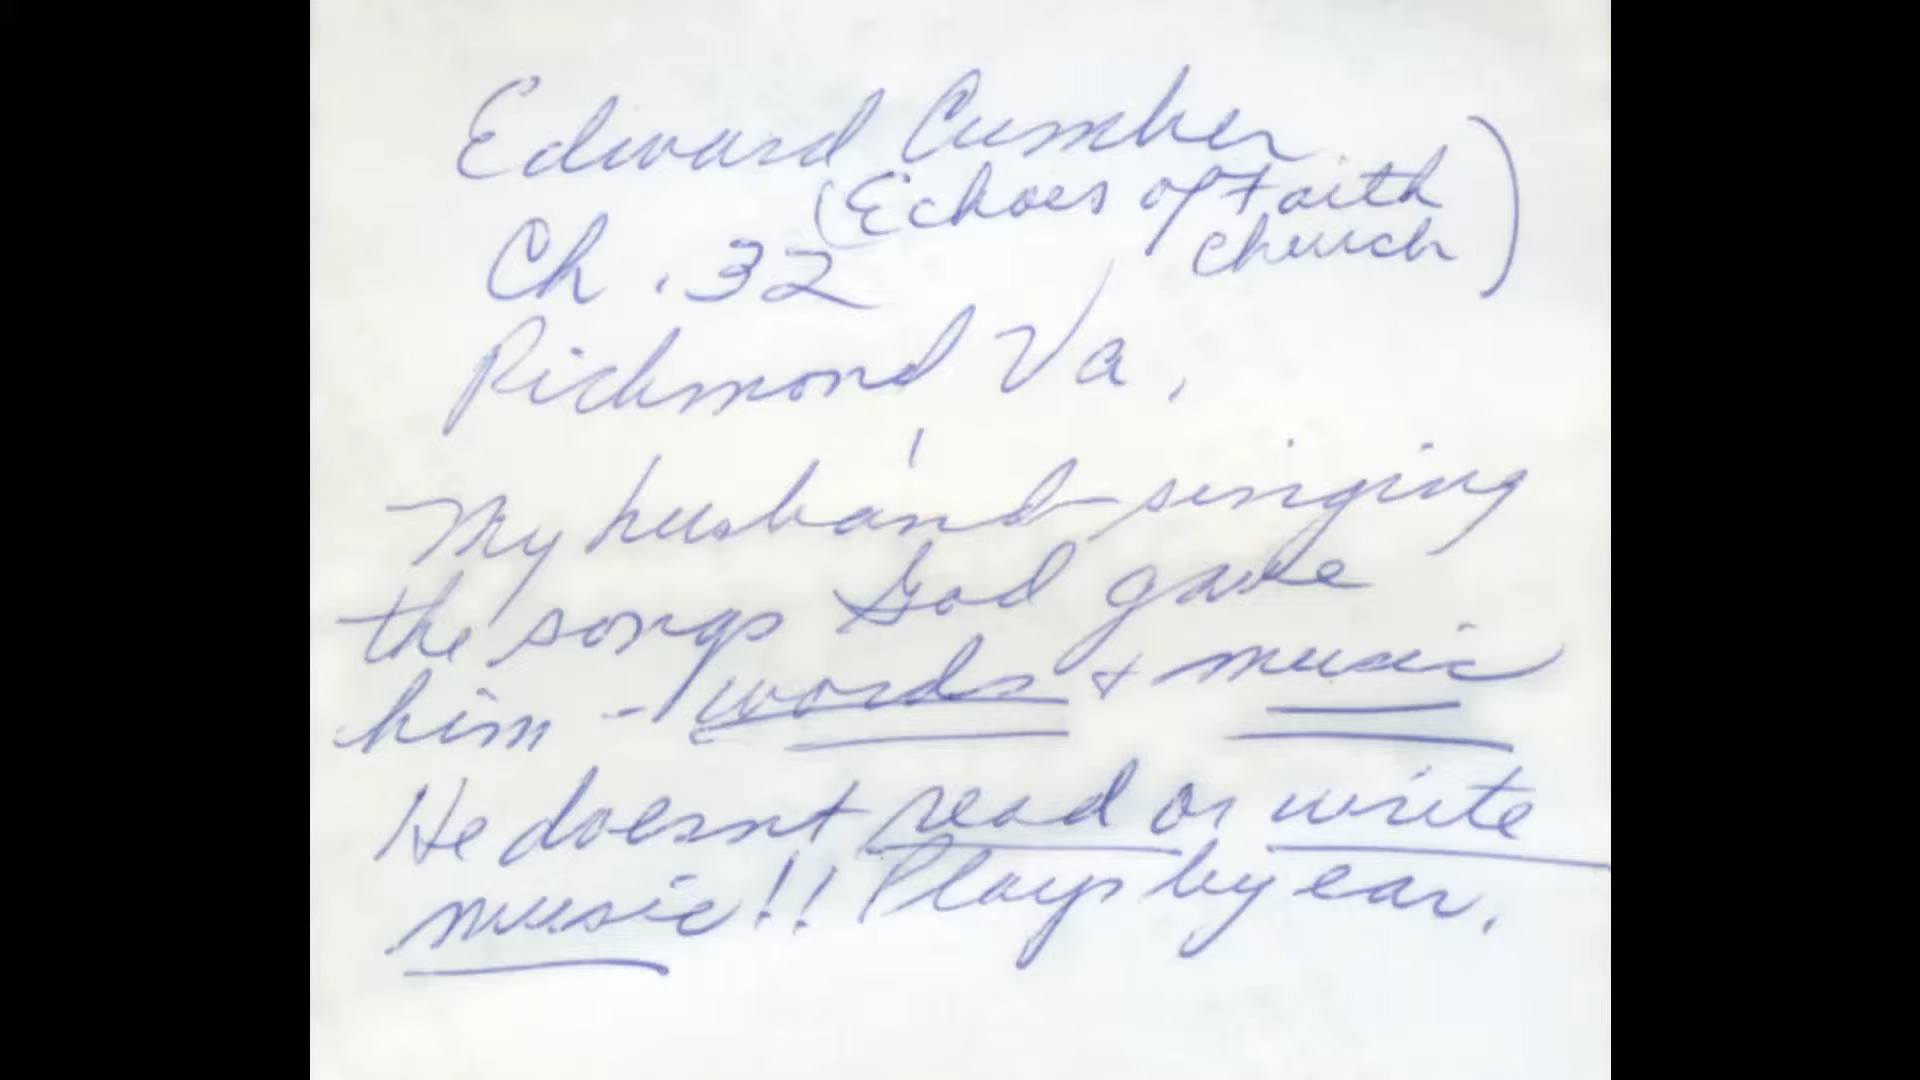 Edward Cumber
(Echoes of Faith
church)
Ch. 32
Richmond Va.
My husband - singing
the songs God gave
him - words + music
He doesnt read or write
music!! Plays by ear.